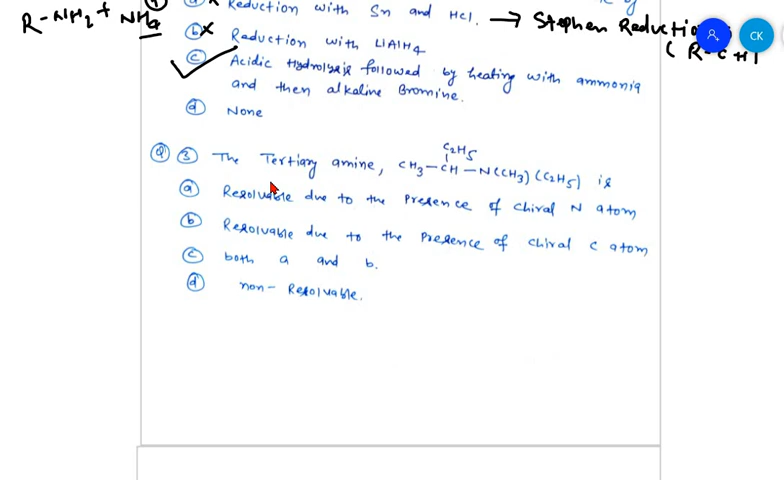 Reduction with Sn and HCl. → Stephen Reduction
R-NH₂ + NH₃
(R-CH
(b)× Reduction with LiAlH4
(c) Acidic Hydrolysis followed by heating with ammonia
and then alkaline Bromine.
(d) None
Q (3) The Tertiary amine, CH3-CH-N(CH3)(C2H5) is
C2H5
(a) Resolvable due to the presence of chiral N atom
(b) Resolvable due to the presence of chiral C atom
(c) both a and b.
(d) non-Resolvable.
CK